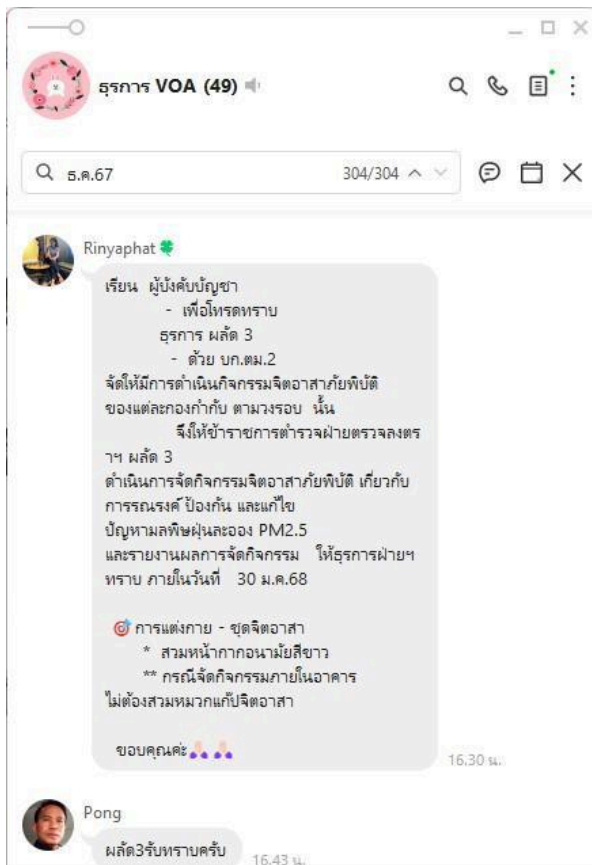 ธุรการ VOA (49)
ธ.ค.67 304/304
Rinyaphat🍀
เรียน ผู้บังคับบัญชา
- เพื่อโทรดทราบ
ธุรการ ผลัด 3
- ด้วย บก.ตม.2
จัดให้มีการดำเนินกิจกรรมจิตอาสาภัยพิบัติ
ของแต่ละกองกำกับ ตามวงรอบ นั้น
จึงให้ข้าราชการตำรวจฝ่ายตรวจลงตร
าฯ ผลัด 3
ดำเนินการจัดกิจกรรมจิตอาสาภัยพิบัติ เกี่ยวกับ
การรณรงค์ ป้องกัน และแก้ไข
ปัญหามลพิษฝุ่นละออง PM2.5
และรายงานผลการจัดกิจกรรม ให้ธุรการฝ่ายฯ
ทราบ ภายในวันที่ 30 ม.ค.68
🎯 การแต่งกาย - ชุดจิตอาสา
* สวมหน้ากากอนามัยสีขาว
** กรณีจัดกิจกรรมภายในอาคาร
ไม่ต้องสวมหมวกแก๊ปจิตอาสา
ขอบคุณค่ะ🙏🏻🙏🏻
16.30 น.
Pong
ผลัด3รับทราบครับ
16.43 น.